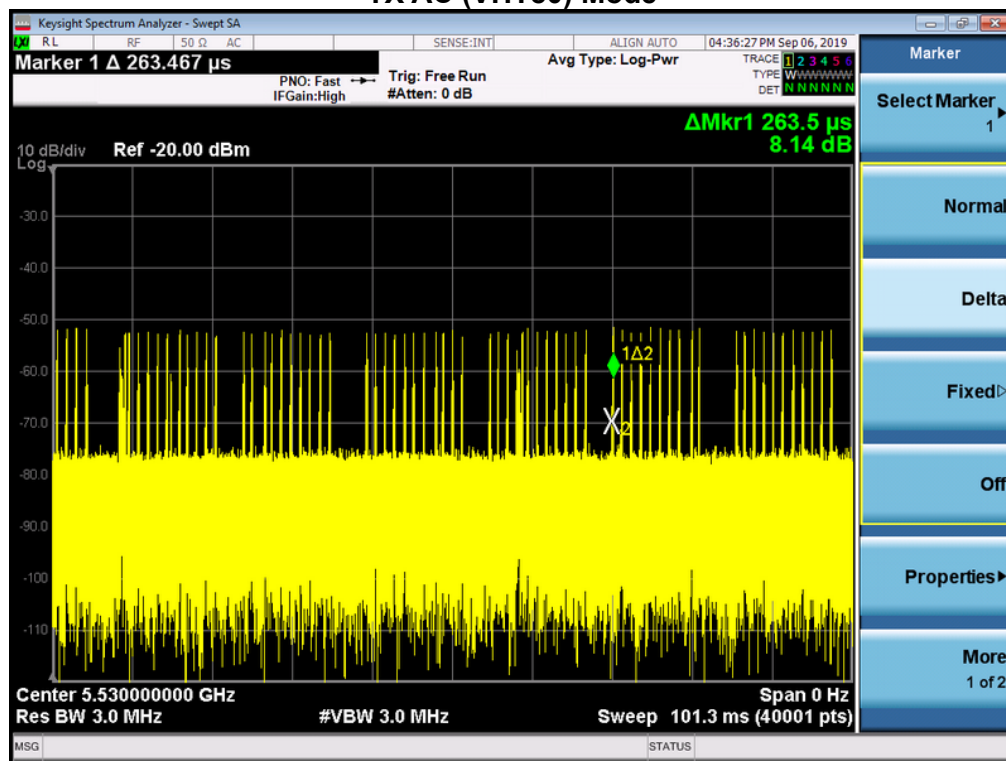 TX AC (VHT80) Mode
Keysight Spectrum Analyzer - Swept SA
LXI RL RF 50 Ω AC SENSE:INT ALIGN AUTO 04:36:27 PM Sep 06, 2019
Marker 1 Δ 263.467 µs
PNO: Fast
IFGain:High
Trig: Free Run
#Atten: 0 dB
Avg Type: Log-Pwr
TRACE 1 2 3 4 5 6
TYPE WWWWWW
DET N N N N N N
ΔMkr1 263.5 µs
8.14 dB
10 dB/div Ref -20.00 dBm
Log
-30.0
-40.0
-50.0
-60.0
-70.0
-80.0
-90.0
-100
-110
1Δ2
X2
Center 5.530000000 GHz
Span 0 Hz
Res BW 3.0 MHz
#VBW 3.0 MHz
Sweep 101.3 ms (40001 pts)
MSG
STATUS
Marker
Select Marker
1
Normal
Delta
Fixed
Off
Properties
More
1 of 2